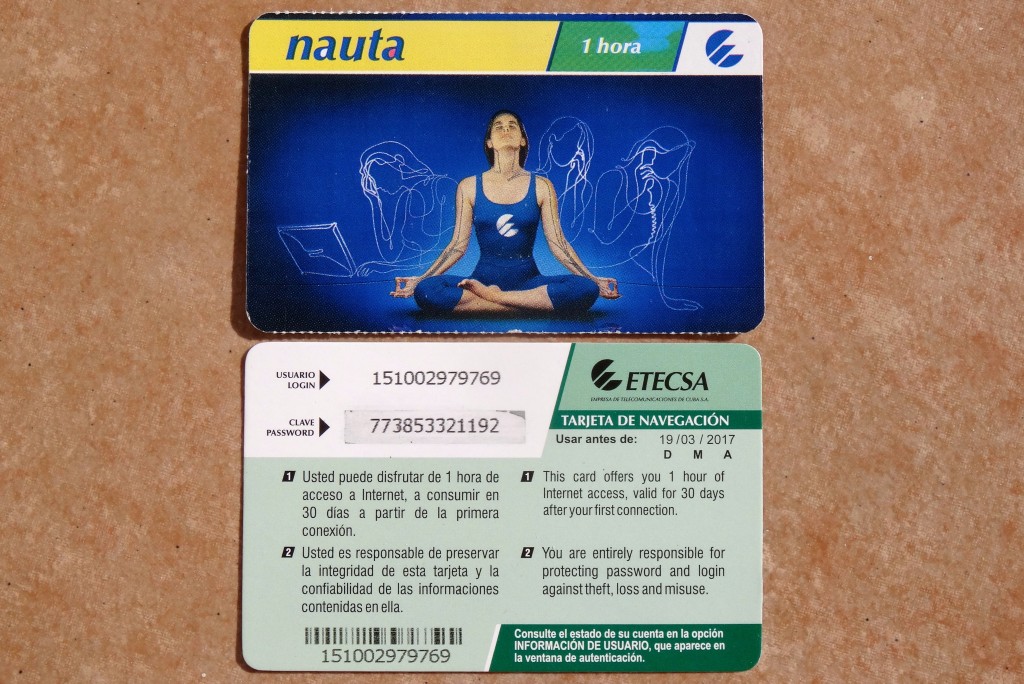 nauta
1 hora
USUARIO
LOGIN
151002979769
CLAVE
PASSWORD
773853321192
ETECSA
EMPRESA DE TELECOMUNICACIONES DE CUBA S.A.
TARJETA DE NAVEGACIÓN
Usar antes de: 19 /03 / 2017
D M A
1 Usted puede disfrutar de 1 hora de
acceso a Internet, a consumir en
30 días a partir de la primera
conexión.
2 Usted es responsable de preservar
la integridad de esta tarjeta y la
confiabilidad de las informaciones
contenidas en ella.
1 This card offers you 1 hour of
Internet access, valid for 30 days
after your first connection.
2 You are entirely responsible for
protecting password and login
against theft, loss and misuse.
151002979769
Consulte el estado de su cuenta en la opción
INFORMACIÓN DE USUARIO, que aparece en
la ventana de autenticación.